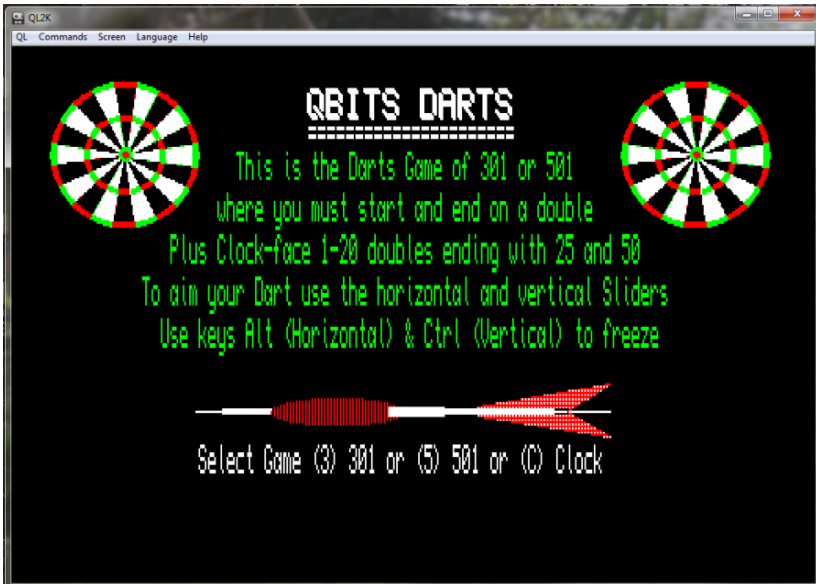 QL2K
QL Commands Screen Language Help
QBITS DARTS
This is the Darts Game of 301 or 501
where you must start and end on a double
Plus Clock-face 1-20 doubles ending with 25 and 50
To aim your Dart use the horizontal and vertical Sliders
Use keys Alt (Horizontal) & Ctrl (Vertical) to freeze
Select Game (3) 301 or (5) 501 or (C) Clock